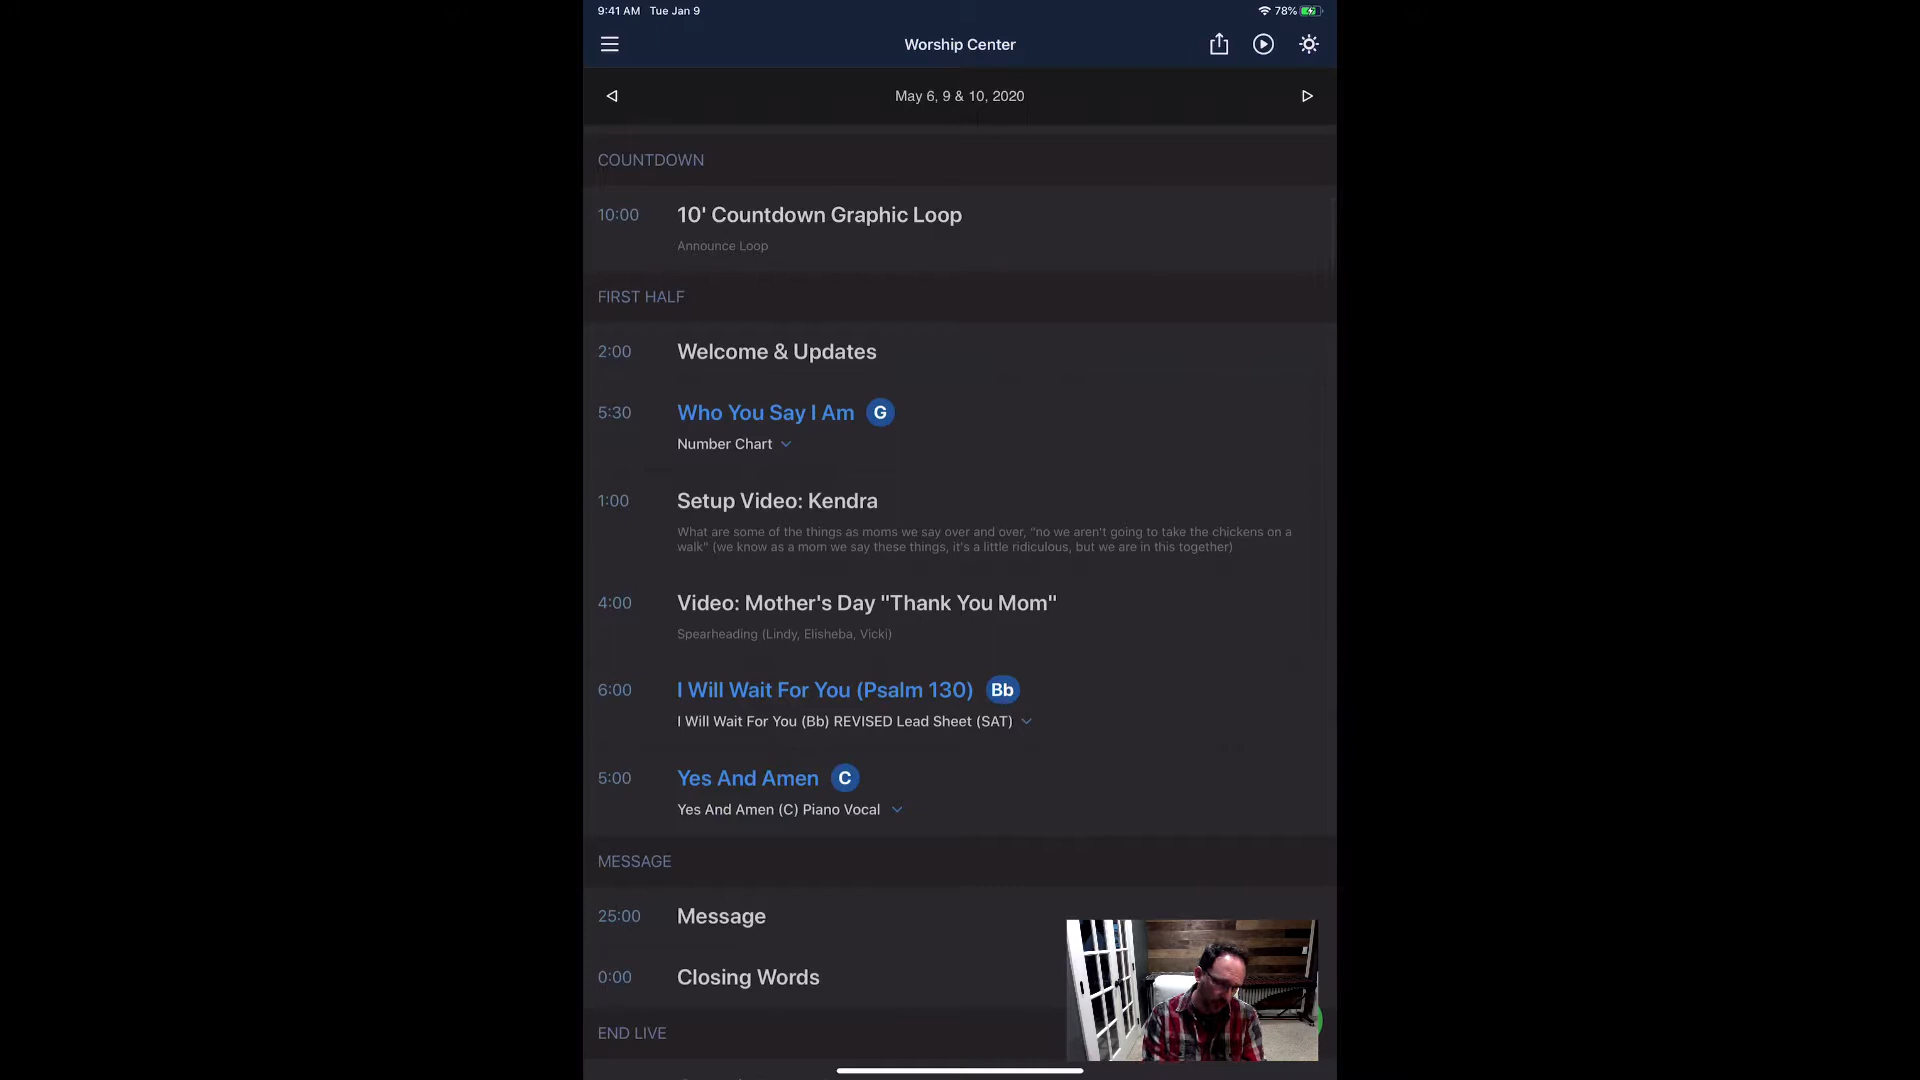 9:41 AM Tue Jan 9
78%
Worship Center
May 6, 9 & 10, 2020
COUNTDOWN
10:00 10' Countdown Graphic Loop
Announce Loop
FIRST HALF
2:00 Welcome & Updates
5:30 Who You Say I Am G
Number Chart
1:00 Setup Video: Kendra
What are some of the things as moms we say over and over, "no we aren't going to take the chickens on a
walk" (we know as a mom we say these things, it's a little ridiculous, but we are in this together)
4:00 Video: Mother's Day "Thank You Mom"
Spearheading (Lindy, Elisheba, Vicki)
6:00 I Will Wait For You (Psalm 130) Bb
I Will Wait For You (Bb) REVISED Lead Sheet (SAT)
5:00 Yes And Amen C
Yes And Amen (C) Piano Vocal
MESSAGE
25:00 Message
0:00 Closing Words
END LIVE